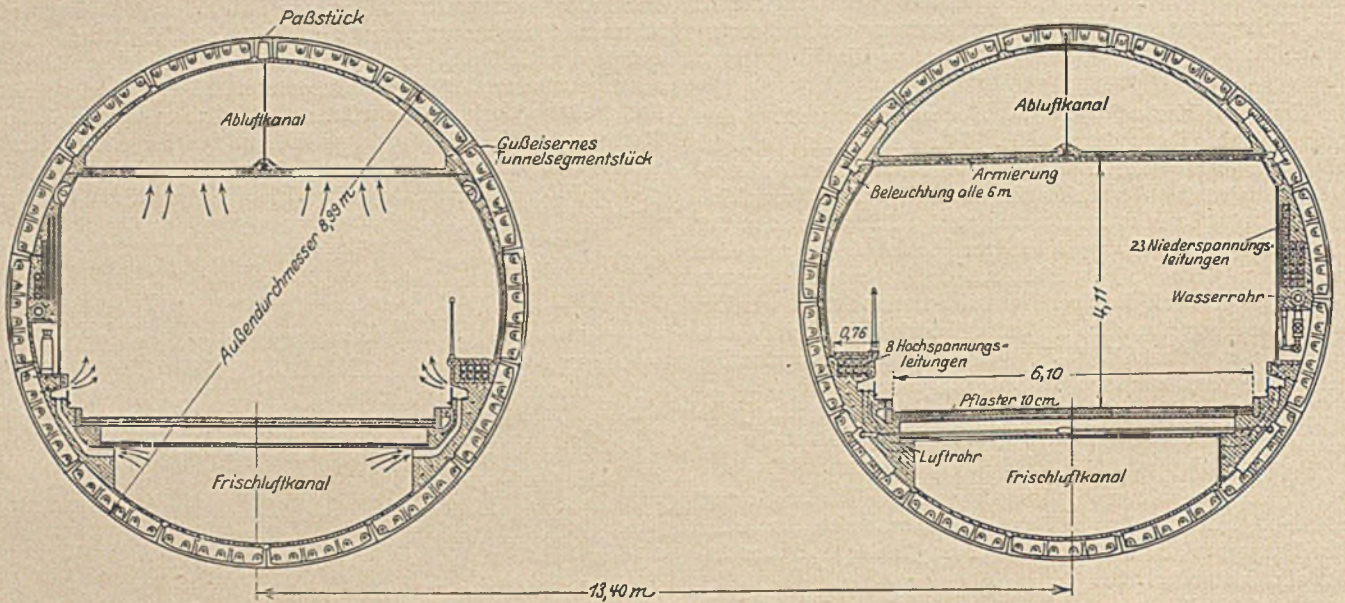 Paßstück
Abluftkanal
Gußeisernes
Tunnelsegmentstück
Außendurchmesser 8,99 m
Frischluftkanal
Abluftkanal
Armierung
Beleuchtung alle 6 m
23 Niederspannungs-
leitungen
4,11
Wasserrohr
0,76
8 Hochspannungs=
leitungen
6,10
Pflaster 10 cm
Luftrohr
Frischluftkanal
13,40 m